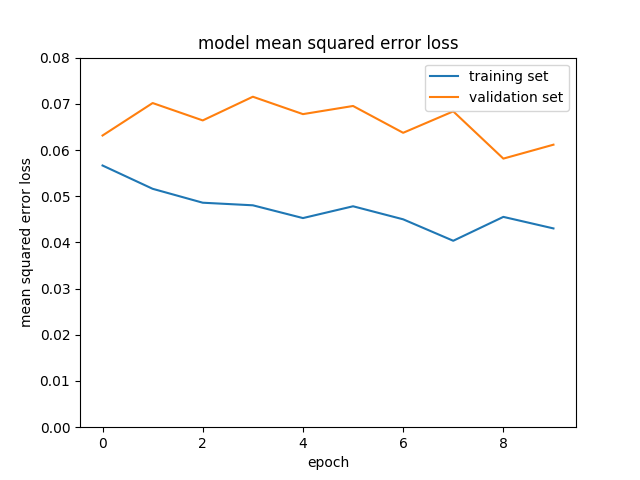 model mean squared error loss
training set
validation set
0.08
0.07
0.06
0.05
0.04
0.03
0.02
0.01
0.00
mean squared error loss
0 2 4 6 8
epoch